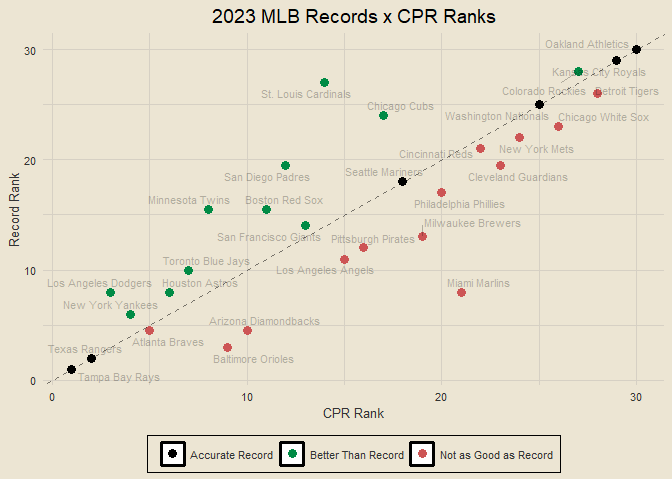 2023 MLB Records x CPR Ranks
30
Oakland Athletics
Kansas City Royals
St. Louis Cardinals
Colorado Rockies
Detroit Tigers
Chicago Cubs
Washington Nationals
Chicago White Sox
20
Cincinnati Reds
New York Mets
San Diego Padres
Seattle Mariners
Cleveland Guardians
Minnesota Twins
Boston Red Sox
Philadelphia Phillies
Milwaukee Brewers
San Francisco Giants
Pittsburgh Pirates
10
Toronto Blue Jays
Los Angeles Angels
Los Angeles Dodgers
Houston Astros
Miami Marlins
New York Yankees
Arizona Diamondbacks
Atlanta Braves
Texas Rangers
Baltimore Orioles
Tampa Bay Rays
0
Record Rank
0 10 20 30
CPR Rank
Accurate Record Better Than Record Not as Good as Record